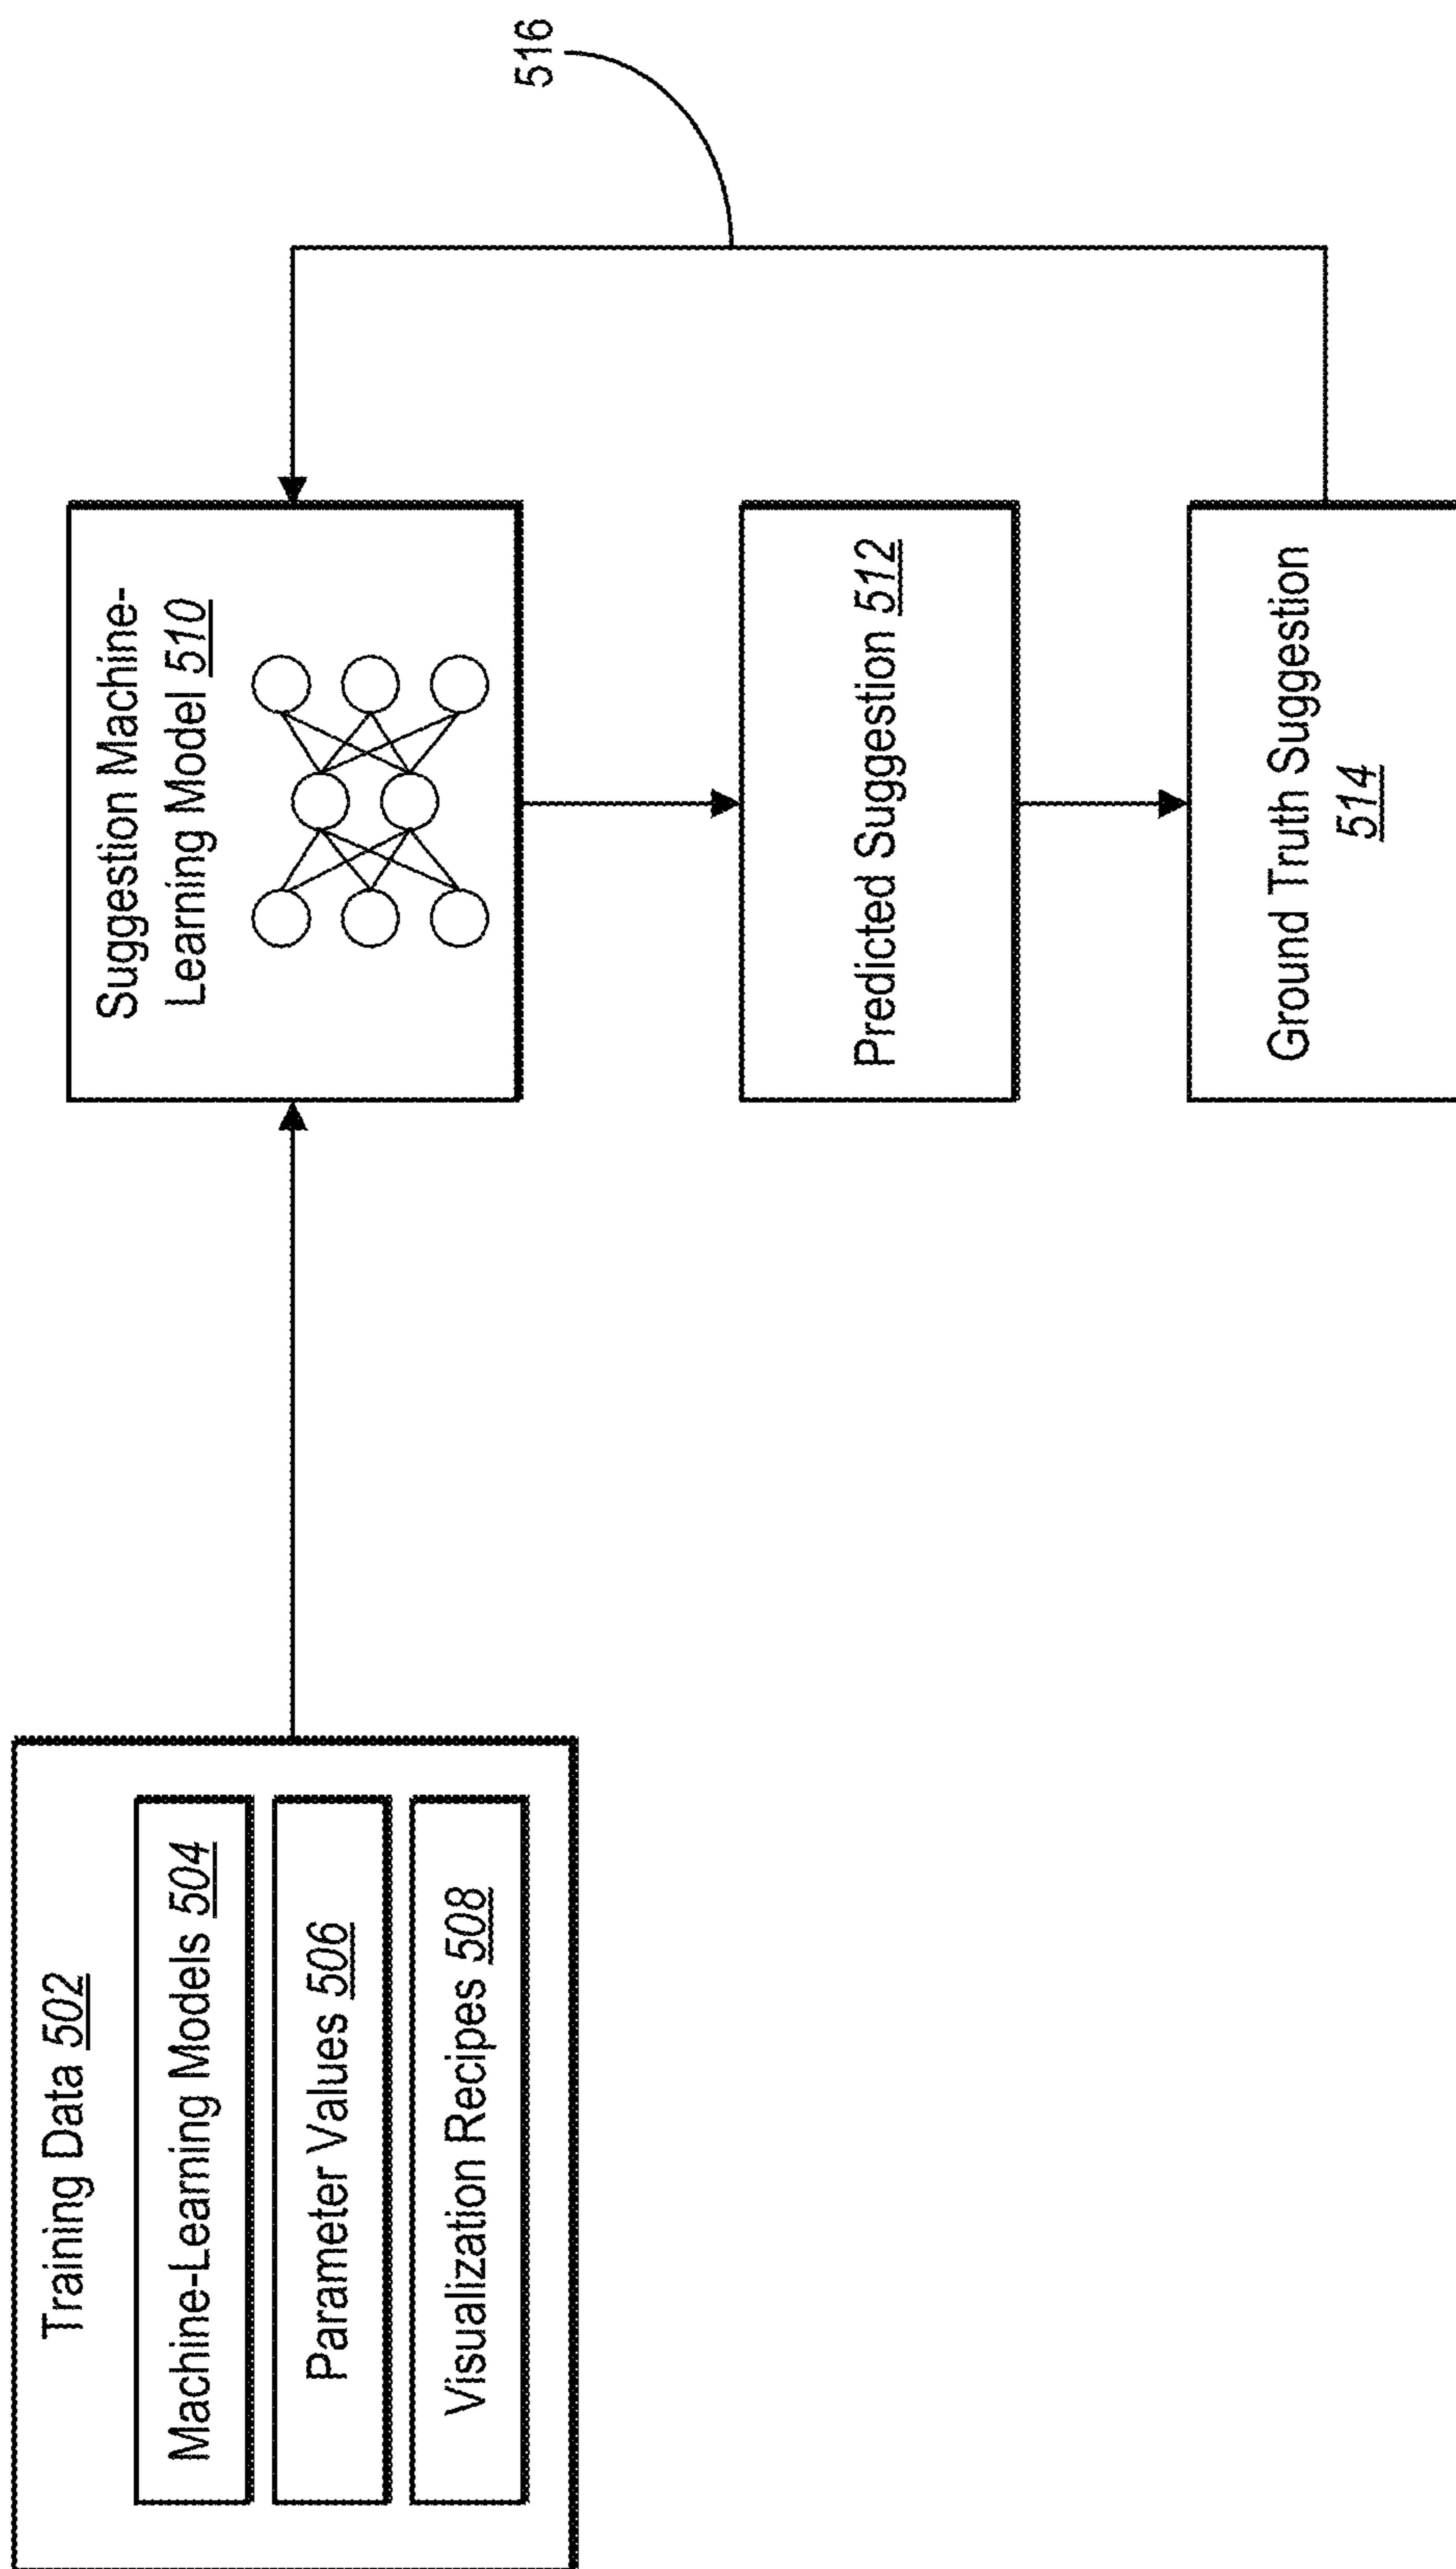 Training Data 502
Machine-Learning Models 504
Parameter Values 506
Visualization Recipes 508
Suggestion Machine-
Learning Model 510
Predicted Suggestion 512
Ground Truth Suggestion
514
516